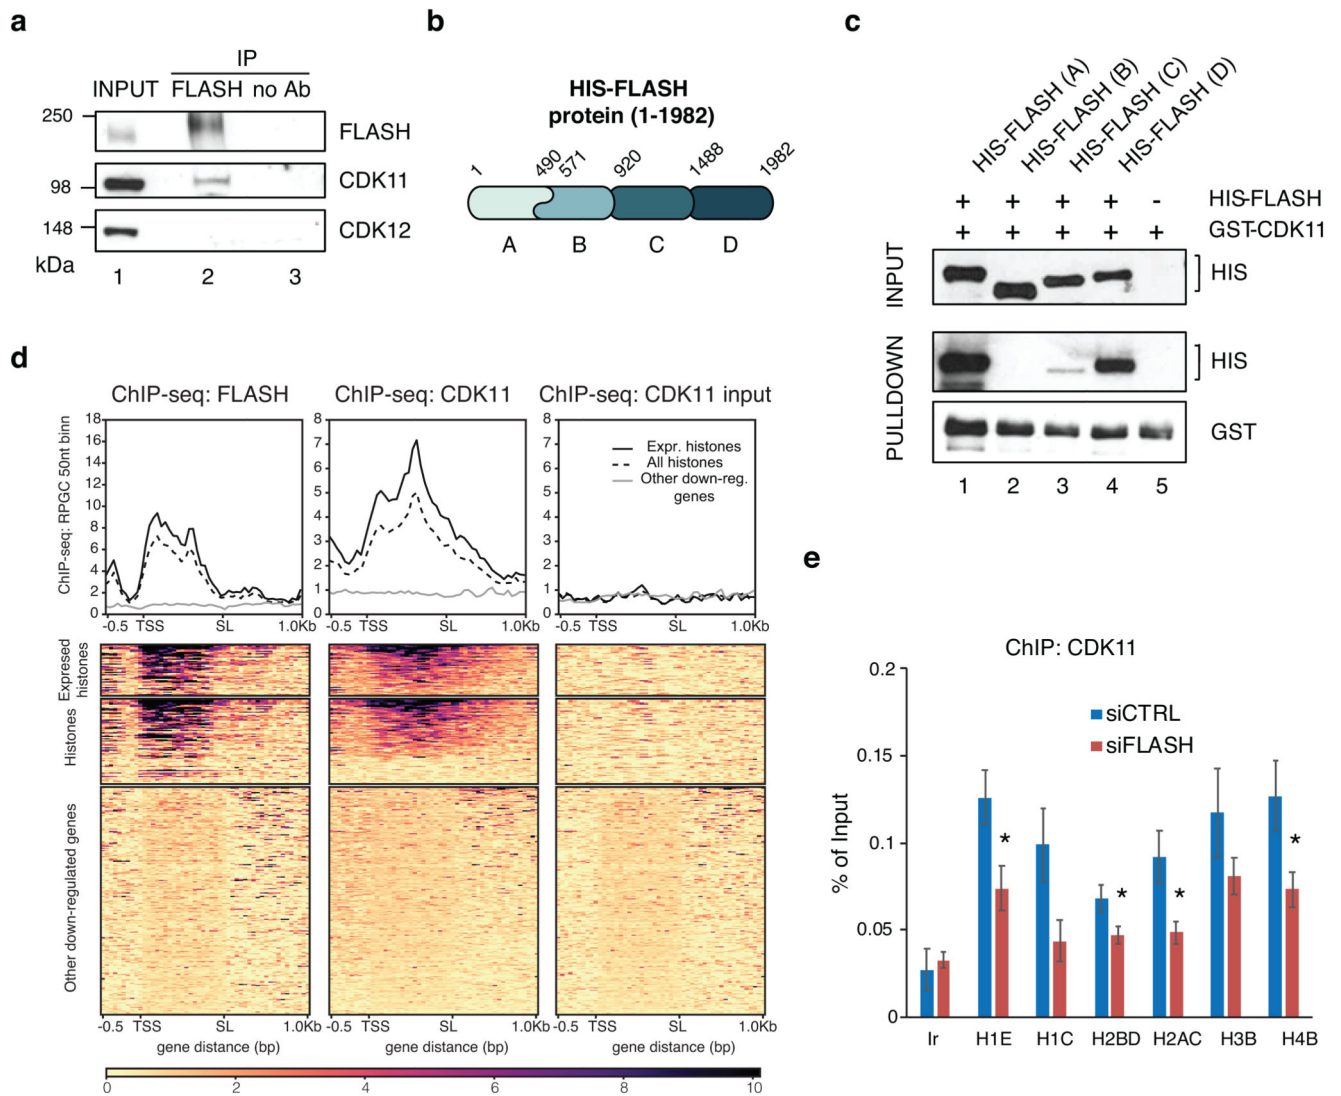 a
IP
INPUT FLASH no Ab
250
FLASH
98
CDK11
148
CDK12
kDa
1 2 3
b
HIS-FLASH
protein (1-1982)
1 490 571 920 1488 1982
A B C D
c
HIS-FLASH (A)
HIS-FLASH (B)
HIS-FLASH (C)
HIS-FLASH (D)
+ + + + - HIS-FLASH
+ + + + + GST-CDK11
INPUT
HIS
PULLDOWN
HIS
GST
1 2 3 4 5
d
ChIP-seq: FLASH
ChIP-seq: CDK11
ChIP-seq: CDK11 input
ChIP-seq: RPGC 50nt binn
18
16
14
12
10
8
6
4
2
0
8
7
6
5
4
3
2
1
0
8
7
6
5
4
3
2
1
0
Expr. histones
All histones
Other down-reg.
genes
-0.5 TSS SL 1.0Kb
-0.5 TSS SL 1.0Kb
-0.5 TSS SL 1.0Kb
Expresed
histones
Histones
Other down-regulated genes
-0.5 TSS SL 1.0Kb
-0.5 TSS SL 1.0Kb
-0.5 TSS SL 1.0Kb
gene distance (bp)
gene distance (bp)
gene distance (bp)
0 2 4 6 8 10
e
ChIP: CDK11
% of Input
0.2
0.15
0.1
0.05
0
siCTRL
siFLASH
* * * *
Ir H1E H1C H2BD H2AC H3B H4B